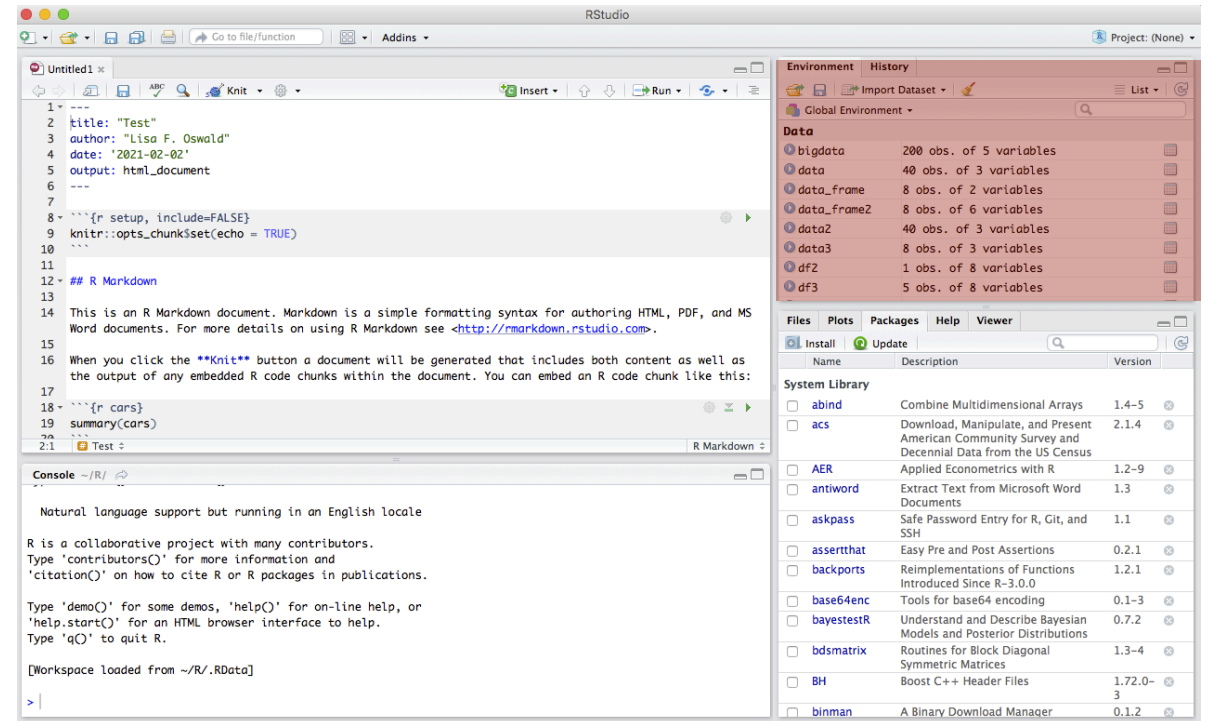 RStudio
Go to file/function
Addins
Project: (None)
Untitled1
ABC
Knit
Insert
Run
1 ---
2 title: "Test"
3 author: "Lisa F. Oswald"
4 date: '2021-02-02'
5 output: html_document
6 ---
7
8 ```{r setup, include=FALSE}
9 knitr::opts_chunk$set(echo = TRUE)
10 ```
11
12 ## R Markdown
13
14 This is an R Markdown document. Markdown is a simple formatting syntax for authoring HTML, PDF, and MS
Word documents. For more details on using R Markdown see <http://rmarkdown.rstudio.com>.
15
16 When you click the **Knit** button a document will be generated that includes both content as well as
the output of any embedded R code chunks within the document. You can embed an R code chunk like this:
17
18 ```{r cars}
19 summary(cars)
20 ```
2:1 # Test R Markdown
Console ~/R/
Natural language support but running in an English locale
R is a collaborative project with many contributors.
Type 'contributors()' for more information and
'citation()' on how to cite R or R packages in publications.
Type 'demo()' for some demos, 'help()' for on-line help, or
'help.start()' for an HTML browser interface to help.
Type 'q()' to quit R.
[Workspace loaded from ~/R/.RData]
>
Environment History
Import Dataset List
Global Environment
Data
bigdata 200 obs. of 5 variables
data 40 obs. of 3 variables
data_frame 8 obs. of 2 variables
data_frame2 8 obs. of 6 variables
data2 40 obs. of 3 variables
data3 8 obs. of 3 variables
df2 1 obs. of 8 variables
df3 5 obs. of 8 variables
Files Plots Packages Help Viewer
Install Update
Name Description Version
System Library
abind Combine Multidimensional Arrays 1.4-5
acs Download, Manipulate, and Present 2.1.4
American Community Survey and
Decennial Data from the US Census
AER Applied Econometrics with R 1.2-9
antiword Extract Text from Microsoft Word 1.3
Documents
askpass Safe Password Entry for R, Git, and 1.1
SSH
assertthat Easy Pre and Post Assertions 0.2.1
backports Reimplementations of Functions 1.2.1
Introduced Since R-3.0.0
base64enc Tools for base64 encoding 0.1-3
bayestestR Understand and Describe Bayesian 0.7.2
Models and Posterior Distributions
bdsmatrix Routines for Block Diagonal 1.3-4
Symmetric Matrices
BH Boost C++ Header Files 1.72.0-
3
binman A Binary Download Manager 0.1.2